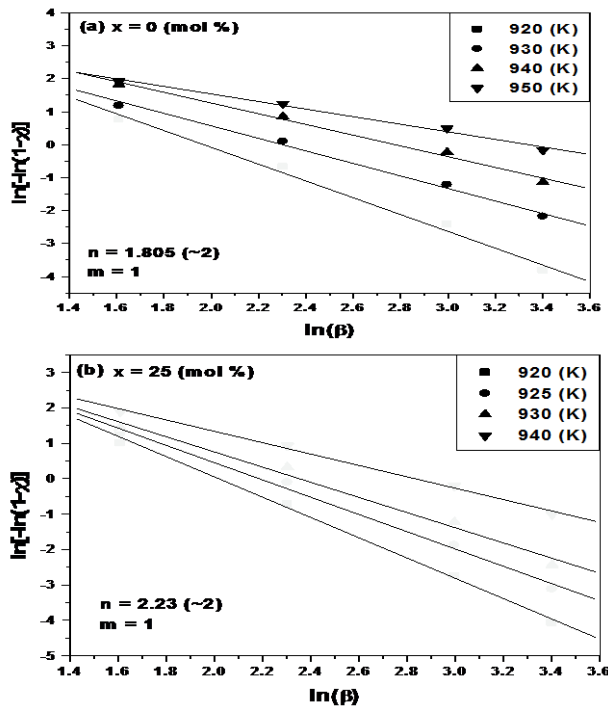 (a) x = 0 (mol %)
920 (K)
930 (K)
940 (K)
950 (K)
3
2
1
0
-1
-2
-3
-4
ln[-ln(1-χ)]
n = 1.805 (~2)
m = 1
1.4 1.6 1.8 2.0 2.2 2.4 2.6 2.8 3.0 3.2 3.4 3.6
ln(β)
(b) x = 25 (mol %)
920 (K)
925 (K)
930 (K)
940 (K)
3
2
1
0
-1
-2
-3
-4
-5
ln[-ln(1-χ)]
n = 2.23 (~2)
m = 1
1.4 1.6 1.8 2.0 2.2 2.4 2.6 2.8 3.0 3.2 3.4 3.6
ln(β)